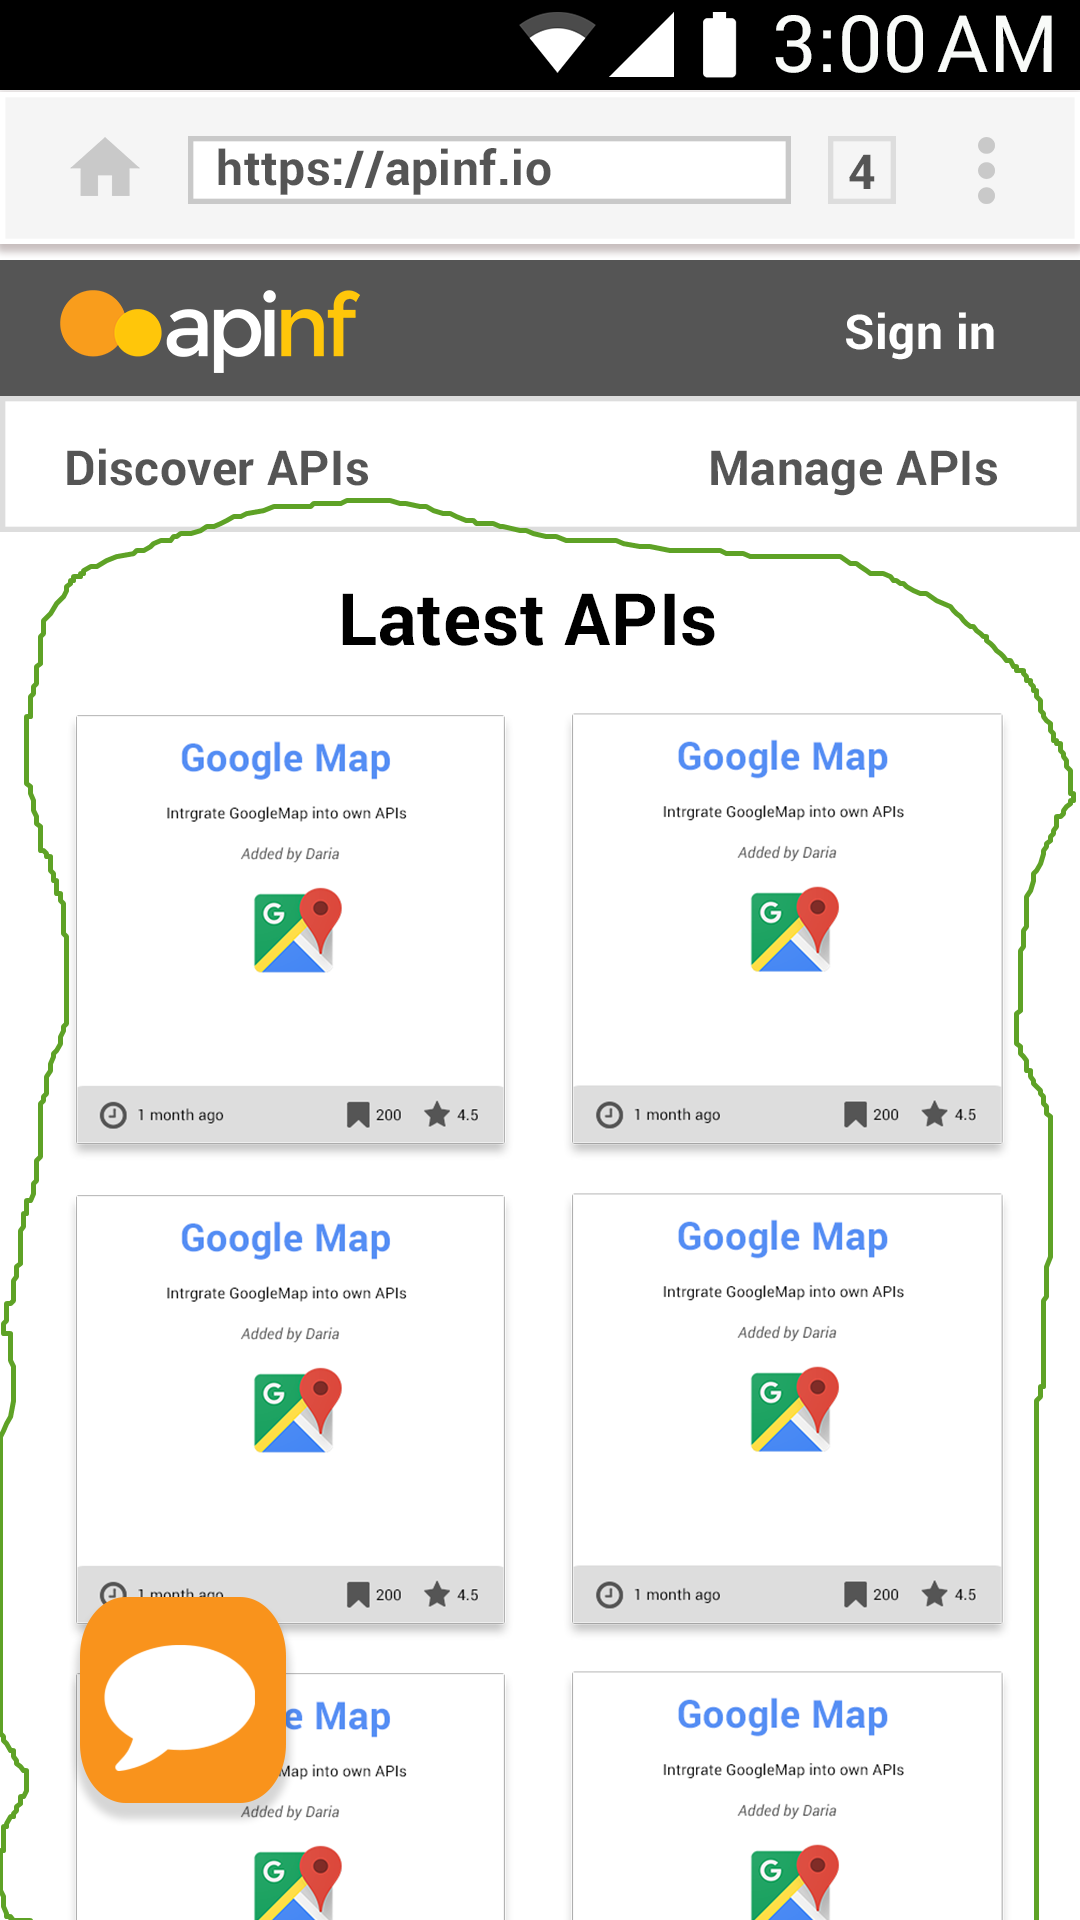 3:00 AM
https://apinf.io
4
apinf
Sign in
Discover APIs
Manage APIs
Latest APIs
Google Map
Intrgrate GoogleMap into own APIs
Added by Daria
G
1 month ago
200
4.5
Google Map
Intrgrate GoogleMap into own APIs
Added by Daria
G
1 month ago
200
4.5
Google Map
Intrgrate GoogleMap into own APIs
Added by Daria
G
1 month ago
200
4.5
Google Map
Intrgrate GoogleMap into own APIs
Added by Daria
G
1 month ago
200
4.5
e Map
Map into own APIs
Added by Daria
G
Google Map
Intrgrate GoogleMap into own APIs
Added by Daria
G